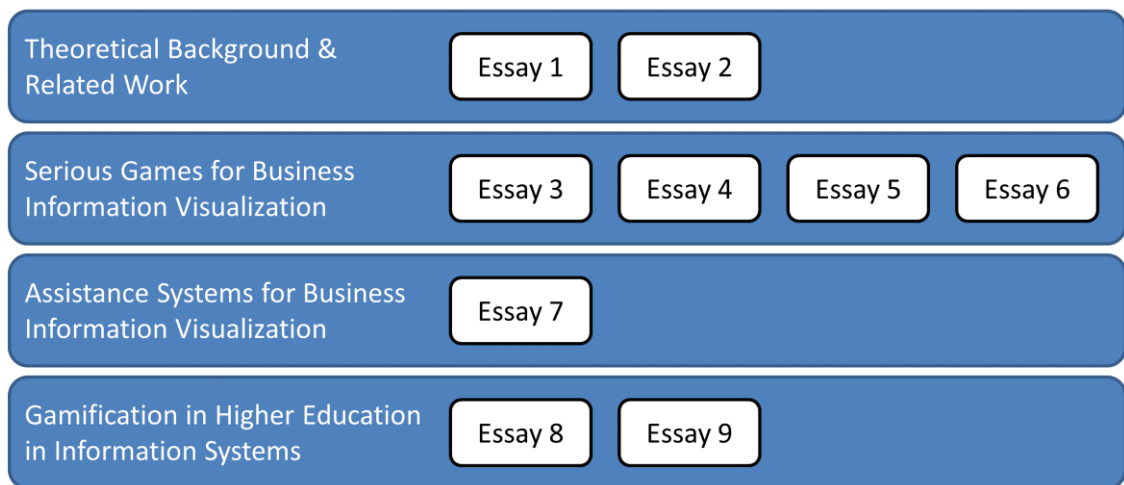 Theoretical Background &
Related Work
Essay 1
Essay 2
Serious Games for Business
Information Visualization
Essay 3
Essay 4
Essay 5
Essay 6
Assistance Systems for Business
Information Visualization
Essay 7
Gamification in Higher Education
in Information Systems
Essay 8
Essay 9